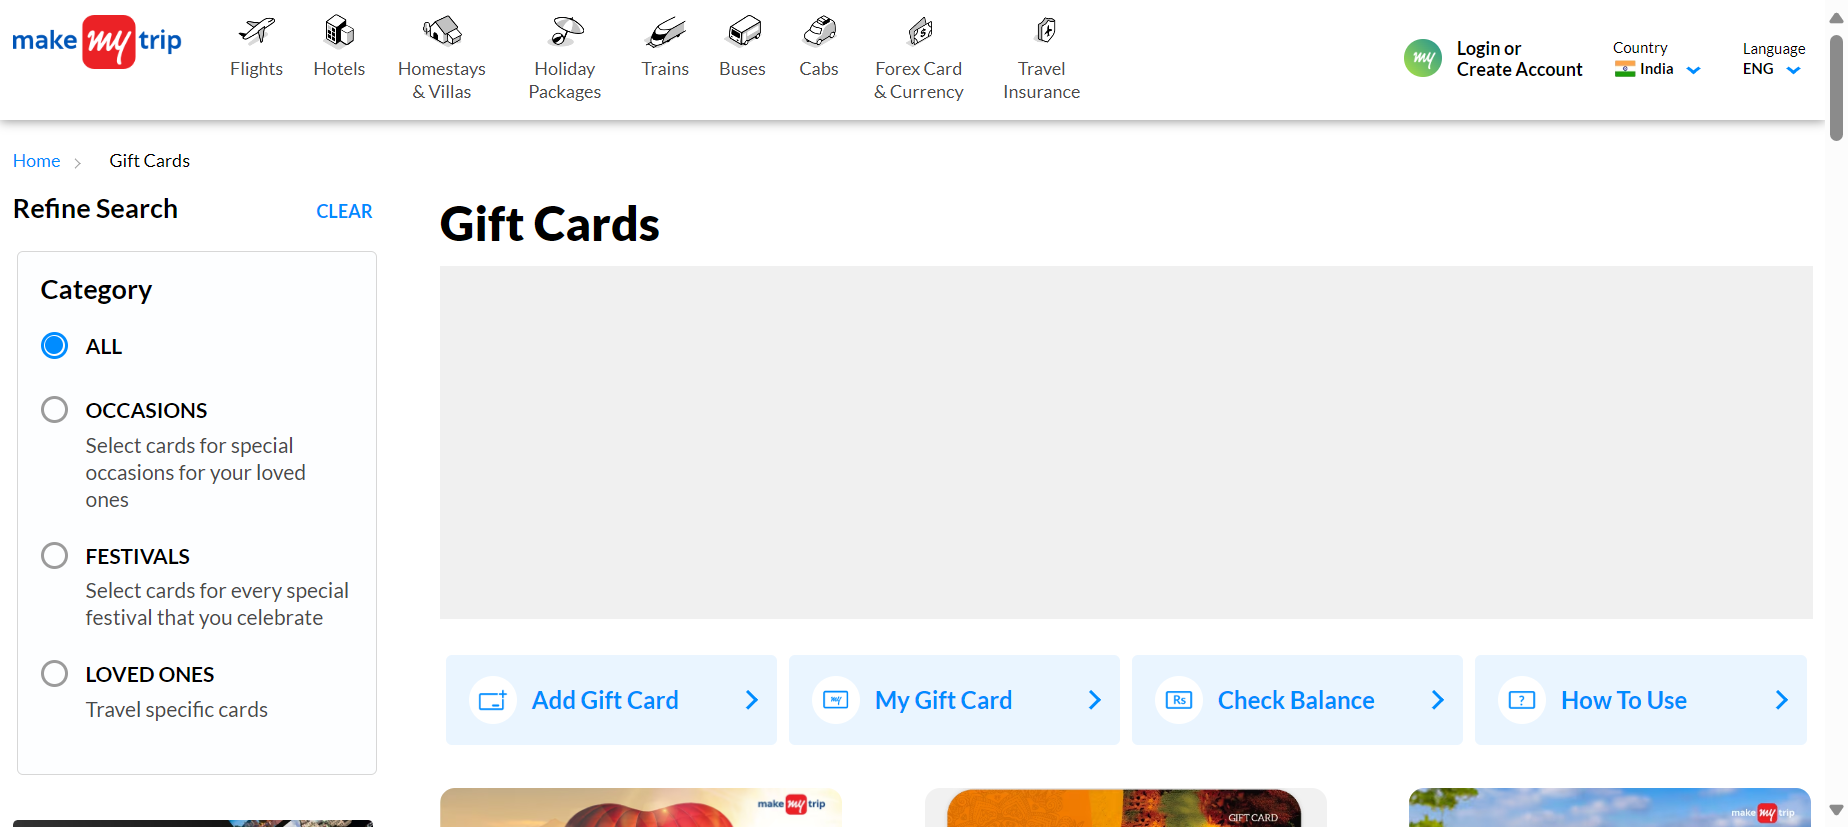 make my trip
Flights
Hotels
Homestays
& Villas
Holiday
Packages
Trains
Buses
Cabs
Forex Card
& Currency
Travel
Insurance
my
Login or
Create Account
Country
India
Language
ENG
Home
Gift Cards
Refine Search
CLEAR
Category
ALL
OCCASIONS
Select cards for special
occasions for your loved
ones
FESTIVALS
Select cards for every special
festival that you celebrate
LOVED ONES
Travel specific cards
Gift Cards
Add Gift Card
my
My Gift Card
Rs
Check Balance
?
How To Use
make my trip
GIFT CARD
make my trip